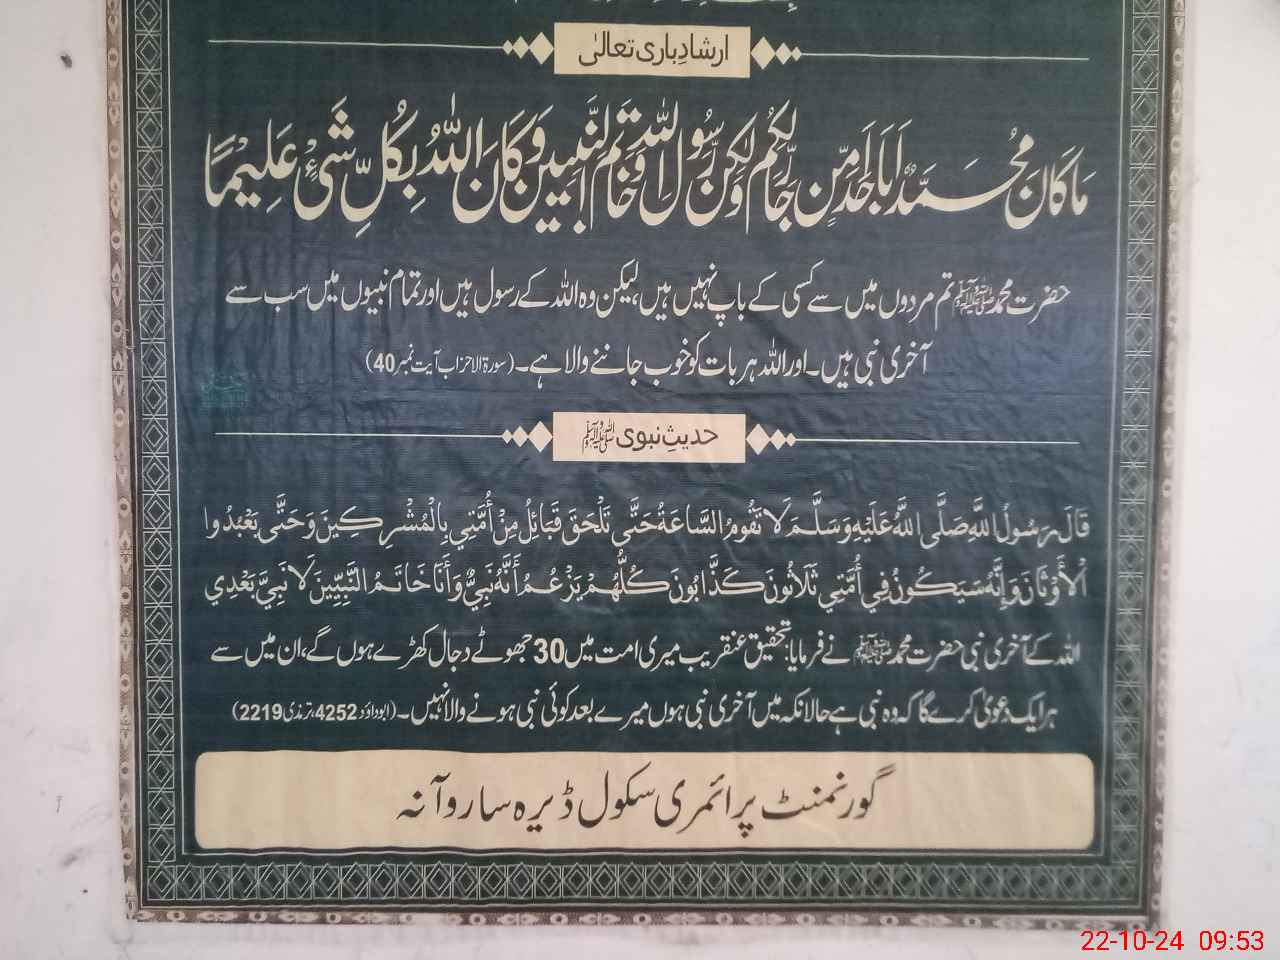 ارشادِباری تعالیٰ
مَا كَانَ مُحَمَّدٌ اَبَا اَحَدٍ مِّنْ رِّجَالِكُمْ وَلٰكِنْ رَّسُوْلَ اللّٰهِ وَخَاتَمَ النَّبِيّٖنَ وَكَانَ اللّٰهُ بِكُلِّ شَيْءٍ عَلِيْمًا
حضرت محمد ﷺ تم مردوں میں سے کسی کے باپ نہیں ہیں، لیکن وہ اللہ کے رسول ہیں اور تمام نبیوں میں سب سے
آخری نبی ہیں۔ اور اللہ ہر بات کو خوب جاننے والا ہے۔ (سورۃ الاحزاب آیت نمبر 40)
حدیثِ نبوی ﷺ
قَالَ رَسُولُ اللَّهِ صَلَّى اللَّهُ عَلَيْهِ وَسَلَّمَ لَا تَقُومُ السَّاعَةُ حَتَّى تَلْحَقَ قَبَائِلُ مِنْ أُمَّتِي بِالْمُشْرِكِينَ وَحَتَّى يَعْبُدُوا
الْأَوْثَانَ وَإِنَّهُ سَيَكُونُ فِي أُمَّتِي ثَلَاثُونَ كَذَّابُونَ كُلُّهُمْ يَزْعُمُ أَنَّهُ نَبِيٌّ وَأَنَا خَاتَمُ النَّبِيِّينَ لَا نَبِيَّ بَعْدِي
اللہ کے آخری نبی حضرت محمد ﷺ نے فرمایا: تحقیق عنقریب میری امت میں 30 جھوٹے دجال کھڑے ہوں گے، ان میں سے
ہر ایک دعویٰ کرے گا کہ وہ نبی ہے حالانکہ میں آخری نبی ہوں میرے بعد کوئی نبی ہونے والا نہیں۔ (ابوداؤد 4252، ترمذی 2219)
گورنمنٹ پرائمری سکول ڈیرہ سارو آنہ
22-10-24 09:53